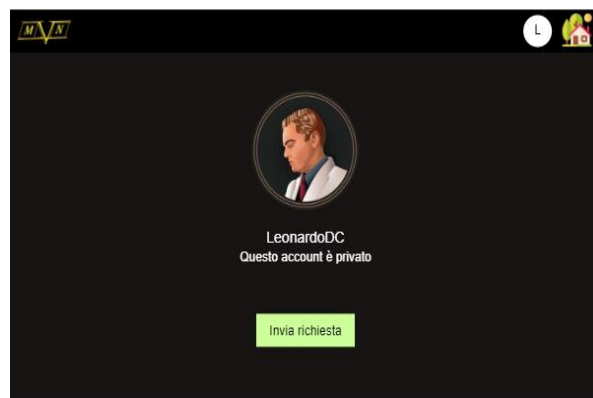 MVN
L
LeonardoDC
Questo account è privato
Invia richiesta